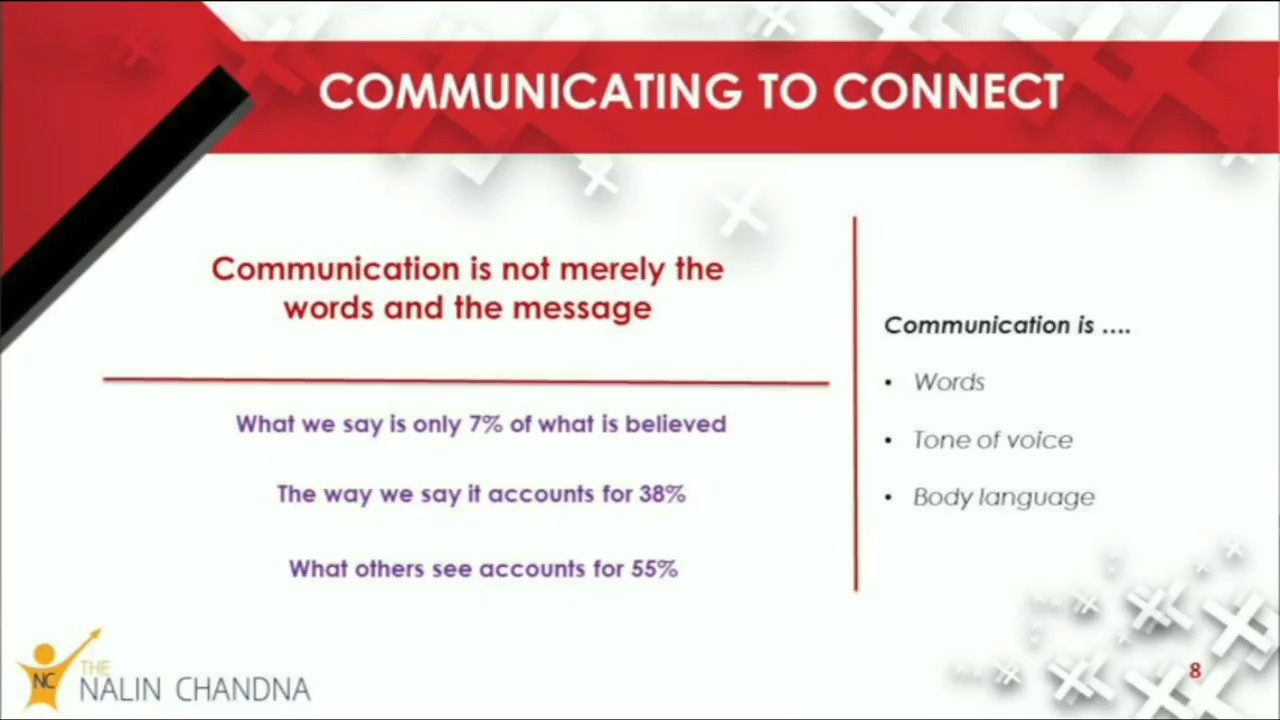 COMMUNICATING TO CONNECT
Communication is not merely the
words and the message
What we say is only 7% of what is believed
The way we say it accounts for 38%
What others see accounts for 55%
Communication is ....
• Words
• Tone of voice
• Body language
NC
THE
NALIN CHANDNA
8